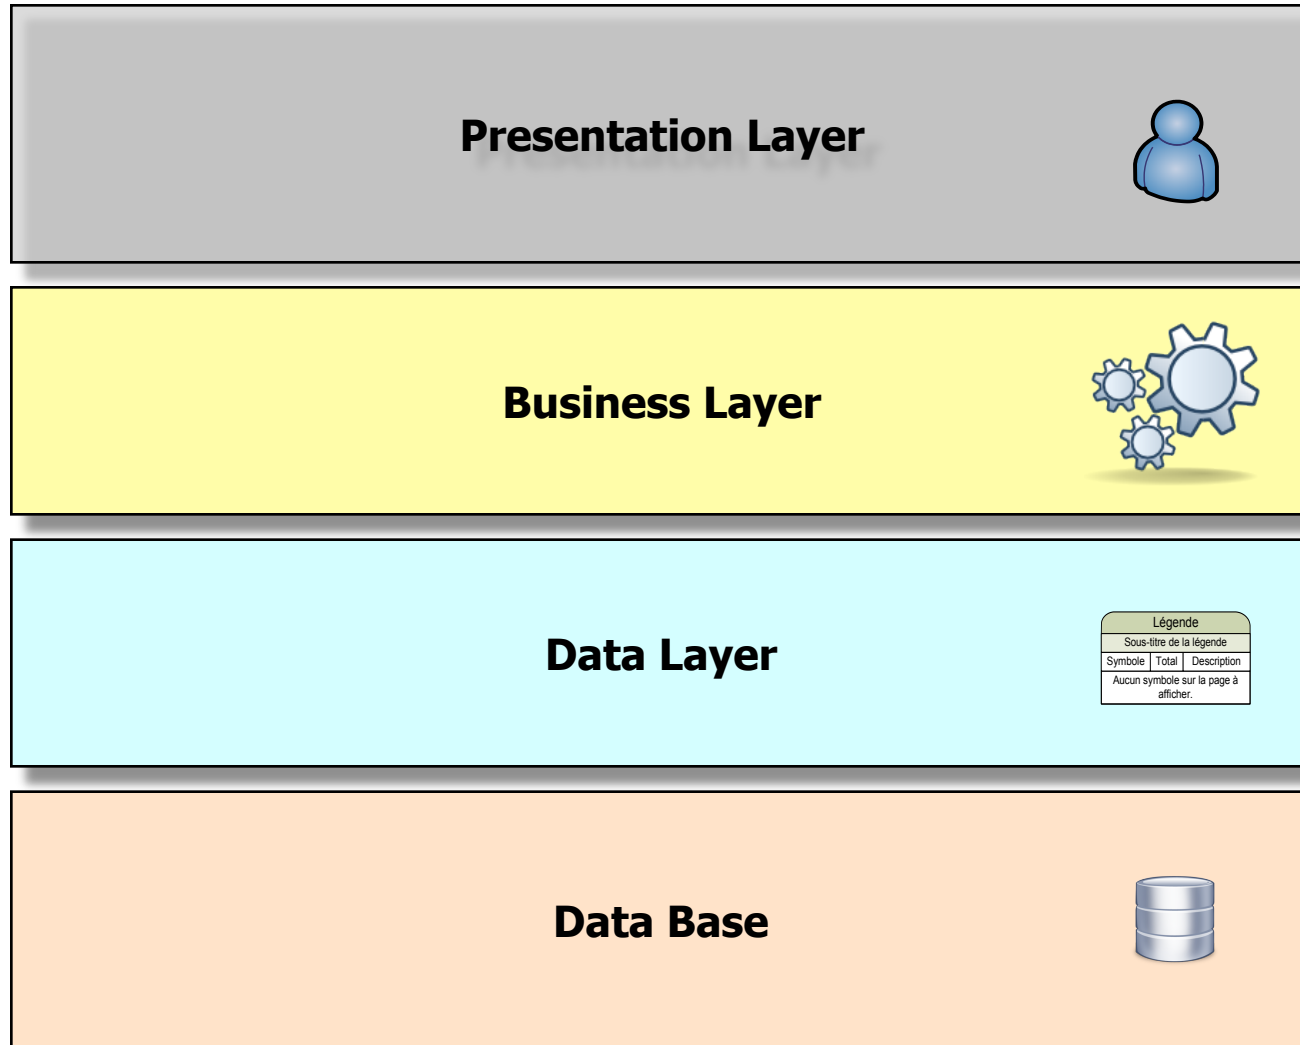 Presentation Layer
Business Layer
Data Layer
Légende
Sous-titre de la légende
Symbole Total Description
Aucun symbole sur la page à
afficher.
Data Base